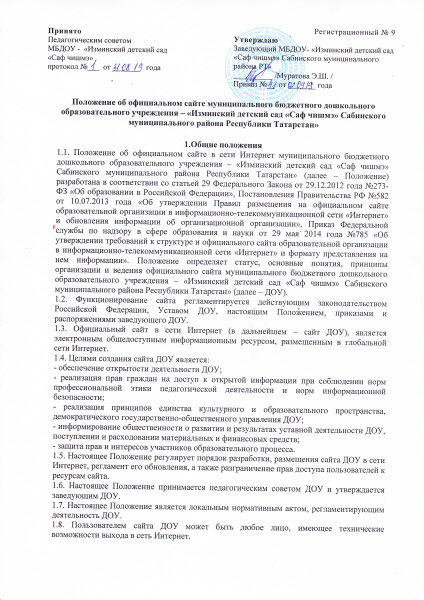 Принято
Педагогическим советом
МБДОУ - «Изминский детский сад
«Саф чишмэ»
протокол № 1 от 31.08.19 года
Регистрационный № 9
Утверждаю
Заведующий МБДОУ- «Изминский детский сад
«Саф чишмэ» Сабинского муниципального
района РТ»
/Муратова Э.Ш. /
Приказ № от 02.09.19 года
Положение об официальном сайте муниципального бюджетного дошкольного
образовательного учреждения – «Изминский детский сад «Саф чишмэ» Сабинского
муниципального района Республики Татарстан»
1.Общие положения
1.1. Положение об официальном сайте в сети Интернет муниципального бюджетного
дошкольного образовательного учреждения – «Изминский детский сад «Саф чишмэ»
Сабинского муниципального района Республики Татарстан» (далее – Положение)
разработана в соответствии со статьей 29 Федерального Закона от 29.12.2012 года №273-
ФЗ «Об образовании в Российской Федерации», Постановления Правительства РФ №582
от 10.07.2013 года «Об утверждении Правил размещения на официальном сайте
образовательной организации в информационно-телекоммуникационной сети «Интернет»
и обновления информации об организационной организации», Приказ Федеральной
службы по надзору в сфере образования и науки от 29 мая 2014 года №785 «Об
утверждении требований к структуре и официального сайта образовательной организации
в информационно-телекоммуникационной сети «Интернет» и формату представления на
нем информации». Положение определяет статус, основные понятия, принципы
организации и ведения официального сайта муниципального бюджетного дошкольного
образовательного учреждения – «Изминский детский сад «Саф чишмэ» Сабинского
муниципального района Республики Татарстан» (далее – ДОУ).
1.2. Функционирование сайта регламентируется действующим законодательством
Российской Федерации, Уставом ДОУ, настоящим Положением, приказами и
распоряжениями заведующего ДОУ.
1.3. Официальный сайт в сети Интернет (в дальнейшем – сайт ДОУ), является
электронным общедоступным информационным ресурсом, размещенным в глобальной
сети Интернет.
1.4. Целями создания сайта ДОУ является:
- обеспечение открытости деятельности ДОУ;
- реализация прав граждан на доступ к открытой информации при соблюдении норм
профессиональной этики педагогической деятельности и норм информационной
безопасности;
- реализация принципов единства культурного и образовательного пространства,
демократического государственно-общественного управления ДОУ;
- информирование общественности о развитии и результатах уставной деятельности ДОУ,
поступлении и расходовании материальных и финансовых средств;
- защита прав и интересов участников образовательного процесса.
1.5. Настоящее Положение регулирует порядок разработки, размещения сайта ДОУ в сети
Интернет, регламент его обновления, а также разграничение прав доступа пользователей к
ресурсам сайта.
1.6. Настоящее Положение принимается педагогическим советом ДОУ и утверждается
заведующим ДОУ.
1.7. Настоящее Положение является локальным нормативным актом, регламентирующим
деятельность ДОУ.
1.8. Пользователем сайта ДОУ может быть любое лицо, имеющее технические
возможности выхода в сеть Интернет.